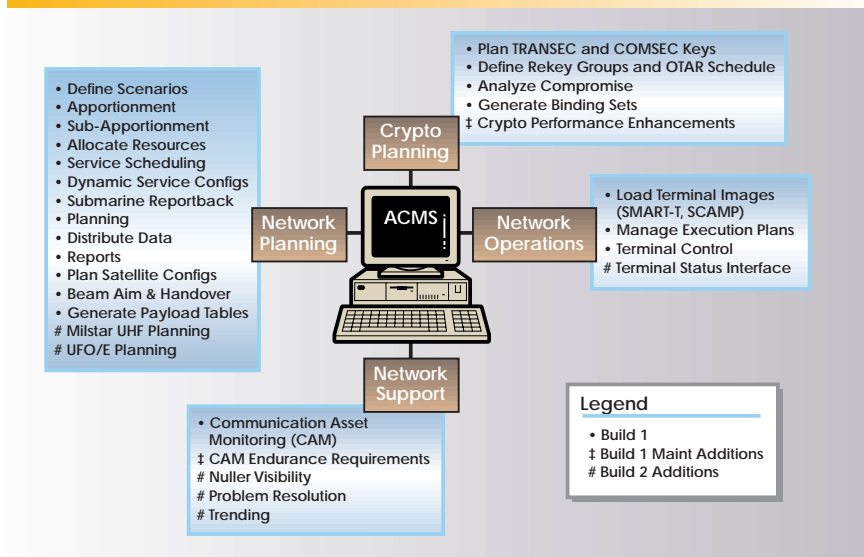 • Plan TRANSEC and COMSEC Keys
• Define Rekey Groups and OTAR Schedule
• Analyze Compromise
• Generate Binding Sets
‡ Crypto Performance Enhancements
Crypto
Planning
• Define Scenarios
• Apportionment
• Sub-Apportionment
• Allocate Resources
• Service Scheduling
• Dynamic Service Configs
• Submarine Reportback
• Planning
• Distribute Data
• Reports
• Plan Satellite Configs
• Beam Aim & Handover
• Generate Payload Tables
# Milstar UHF Planning
# UFO/E Planning
Network
Planning
ACMS
Network
Operations
• Load Terminal Images
(SMART-T, SCAMP)
• Manage Execution Plans
• Terminal Control
# Terminal Status Interface
Network
Support
• Communication Asset
Monitoring (CAM)
‡ CAM Endurance Requirements
# Nuller Visibility
# Problem Resolution
# Trending
Legend
• Build 1
‡ Build 1 Maint Additions
# Build 2 Additions